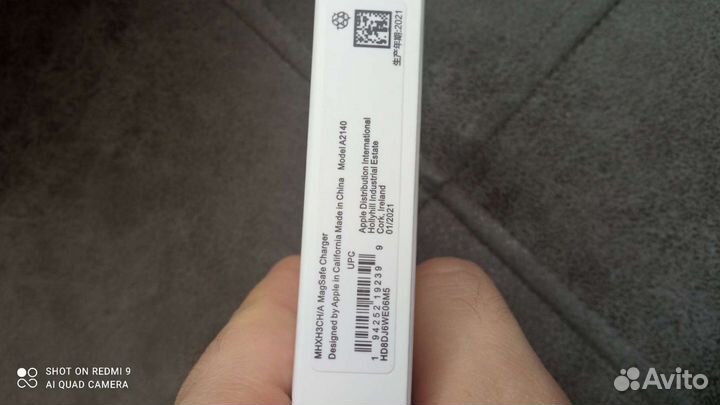 MHXH3CH/A MagSafe Charger
Designed by Apple in California Made in China Model A2140
UPC
1 94252 19239 9
HD8DJ6WE06M5
Apple Distribution International
Hollyhill Industrial Estate
Cork, Ireland
01/2021
生产年期:2021
SHOT ON REDMI 9
AI QUAD CAMERA
Avito